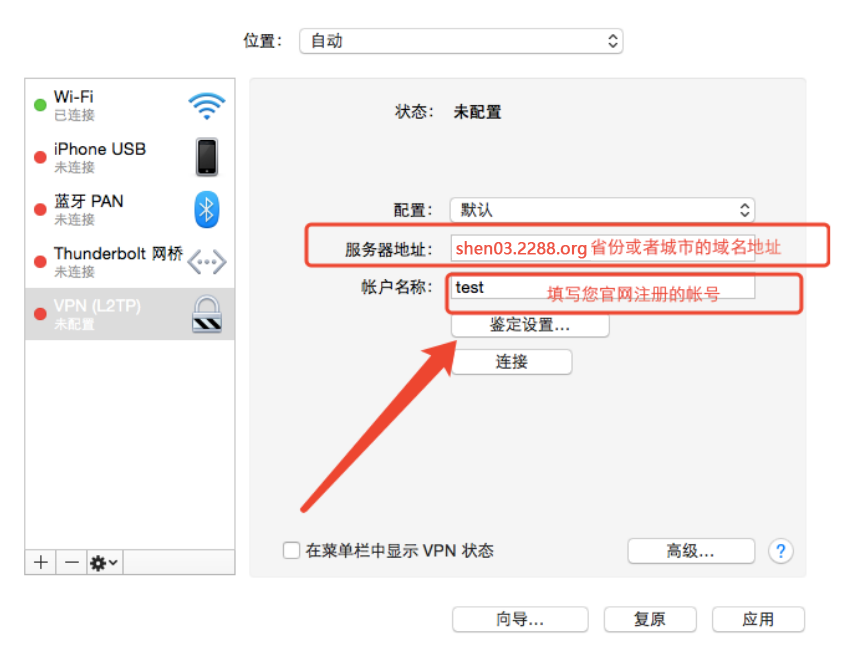 位置： 自动
Wi-Fi
已连接
iPhone USB
未连接
蓝牙 PAN
未连接
Thunderbolt 网桥
未连接
VPN (L2TP)
未配置
状态： 未配置
配置： 默认
服务器地址： shen03.2288.org 省份或者城市的域名地址
帐户名称： test 填写您官网注册的帐号
鉴定设置...
连接
在菜单栏中显示 VPN 状态
高级...
?
向导...
复原
应用